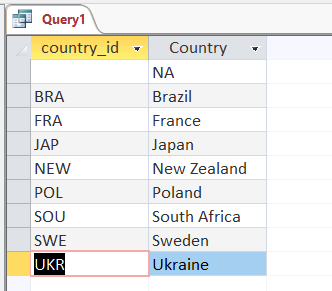 Query1
country_id Country
NA
BRA Brazil
FRA France
JAP Japan
NEW New Zealand
POL Poland
SOU South Africa
SWE Sweden
UKR Ukraine